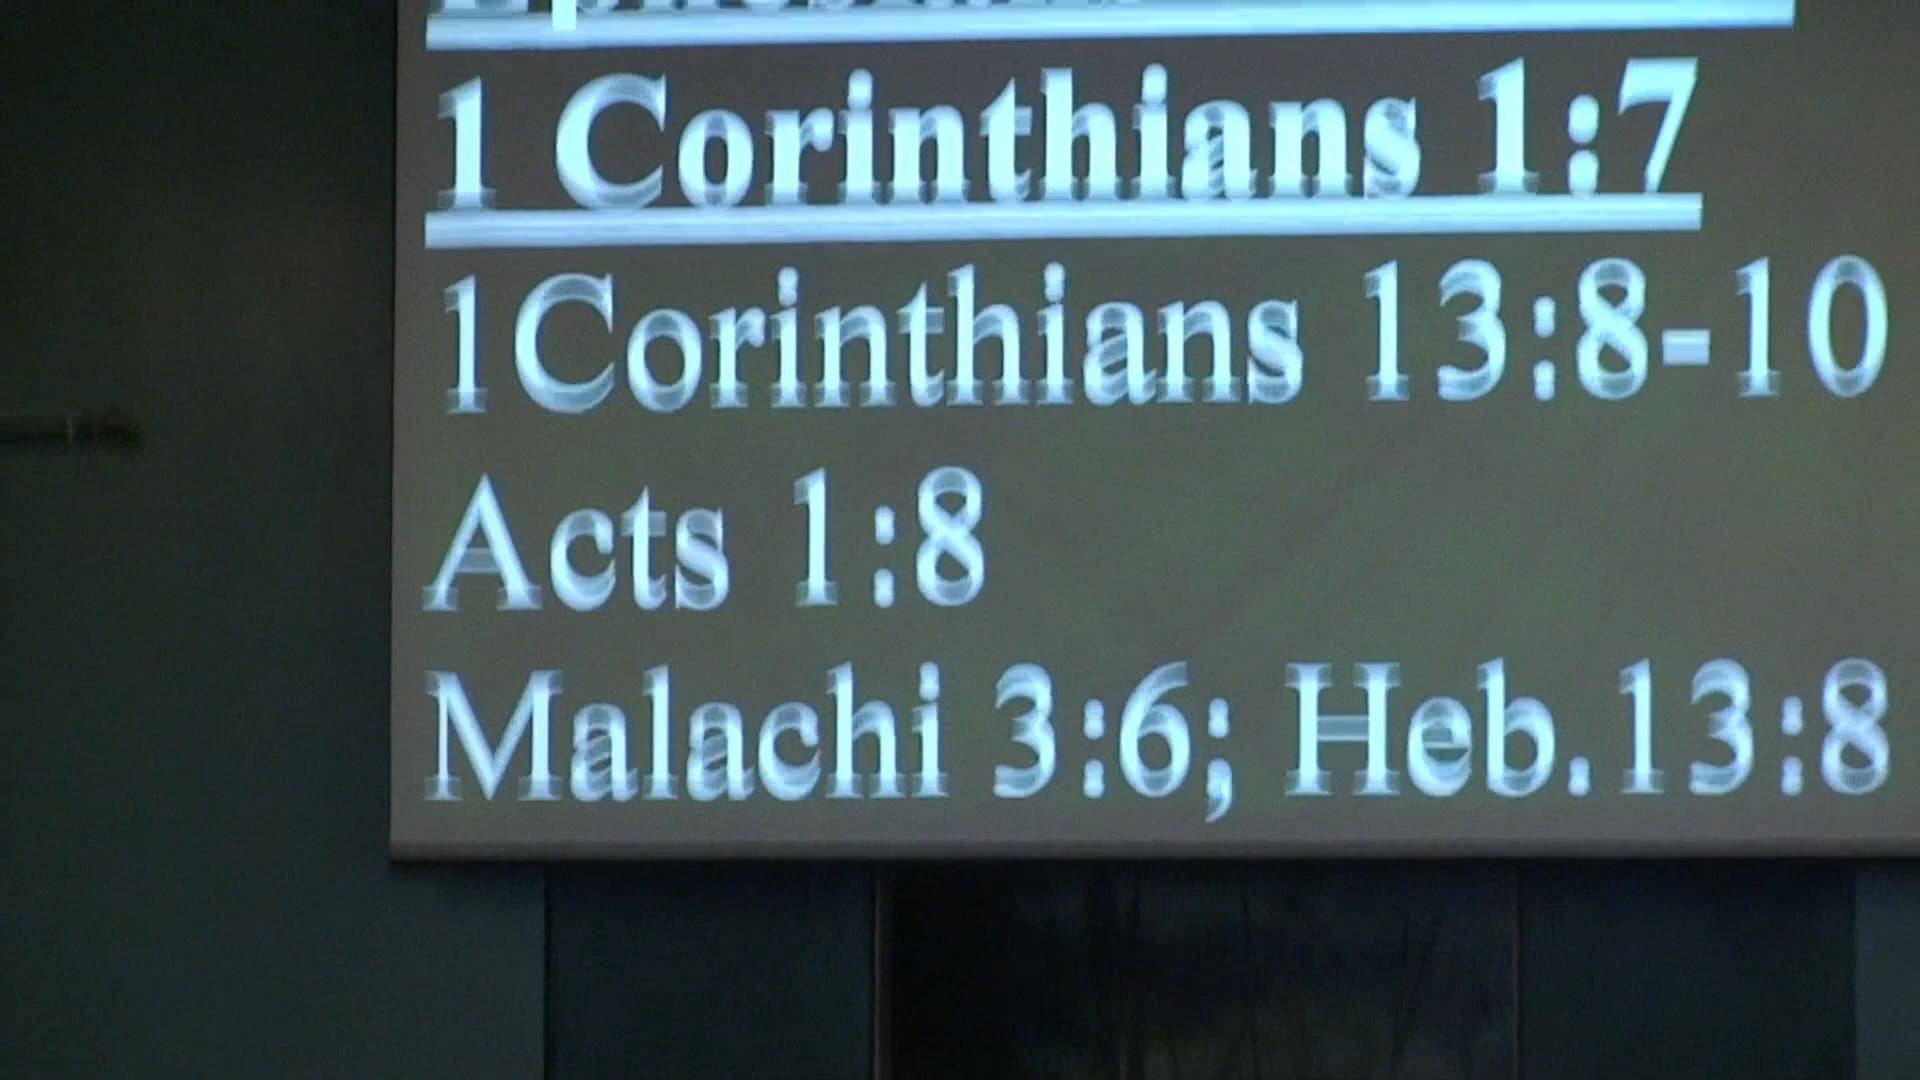 1 Corinthians 1:7
1Corinthians 13:8-10
Acts 1:8
Malachi 3:6; Heb.13:8